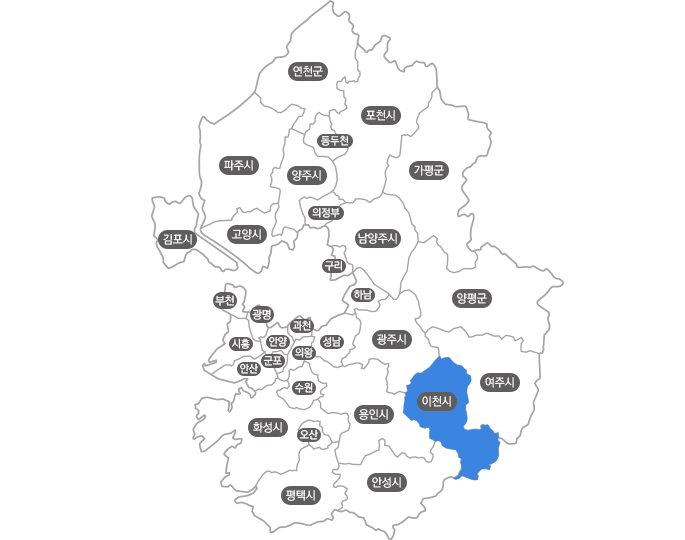 연천군
포천시
동두천
파주시
양주시
가평군
의정부
고양시
김포시
남양주시
구리
부천
하남
양평군
광명
과천
시흥
안양
성남
광주시
의왕
군포
안산
수원
여주시
이천시
용인시
화성시
오산
안성시
평택시